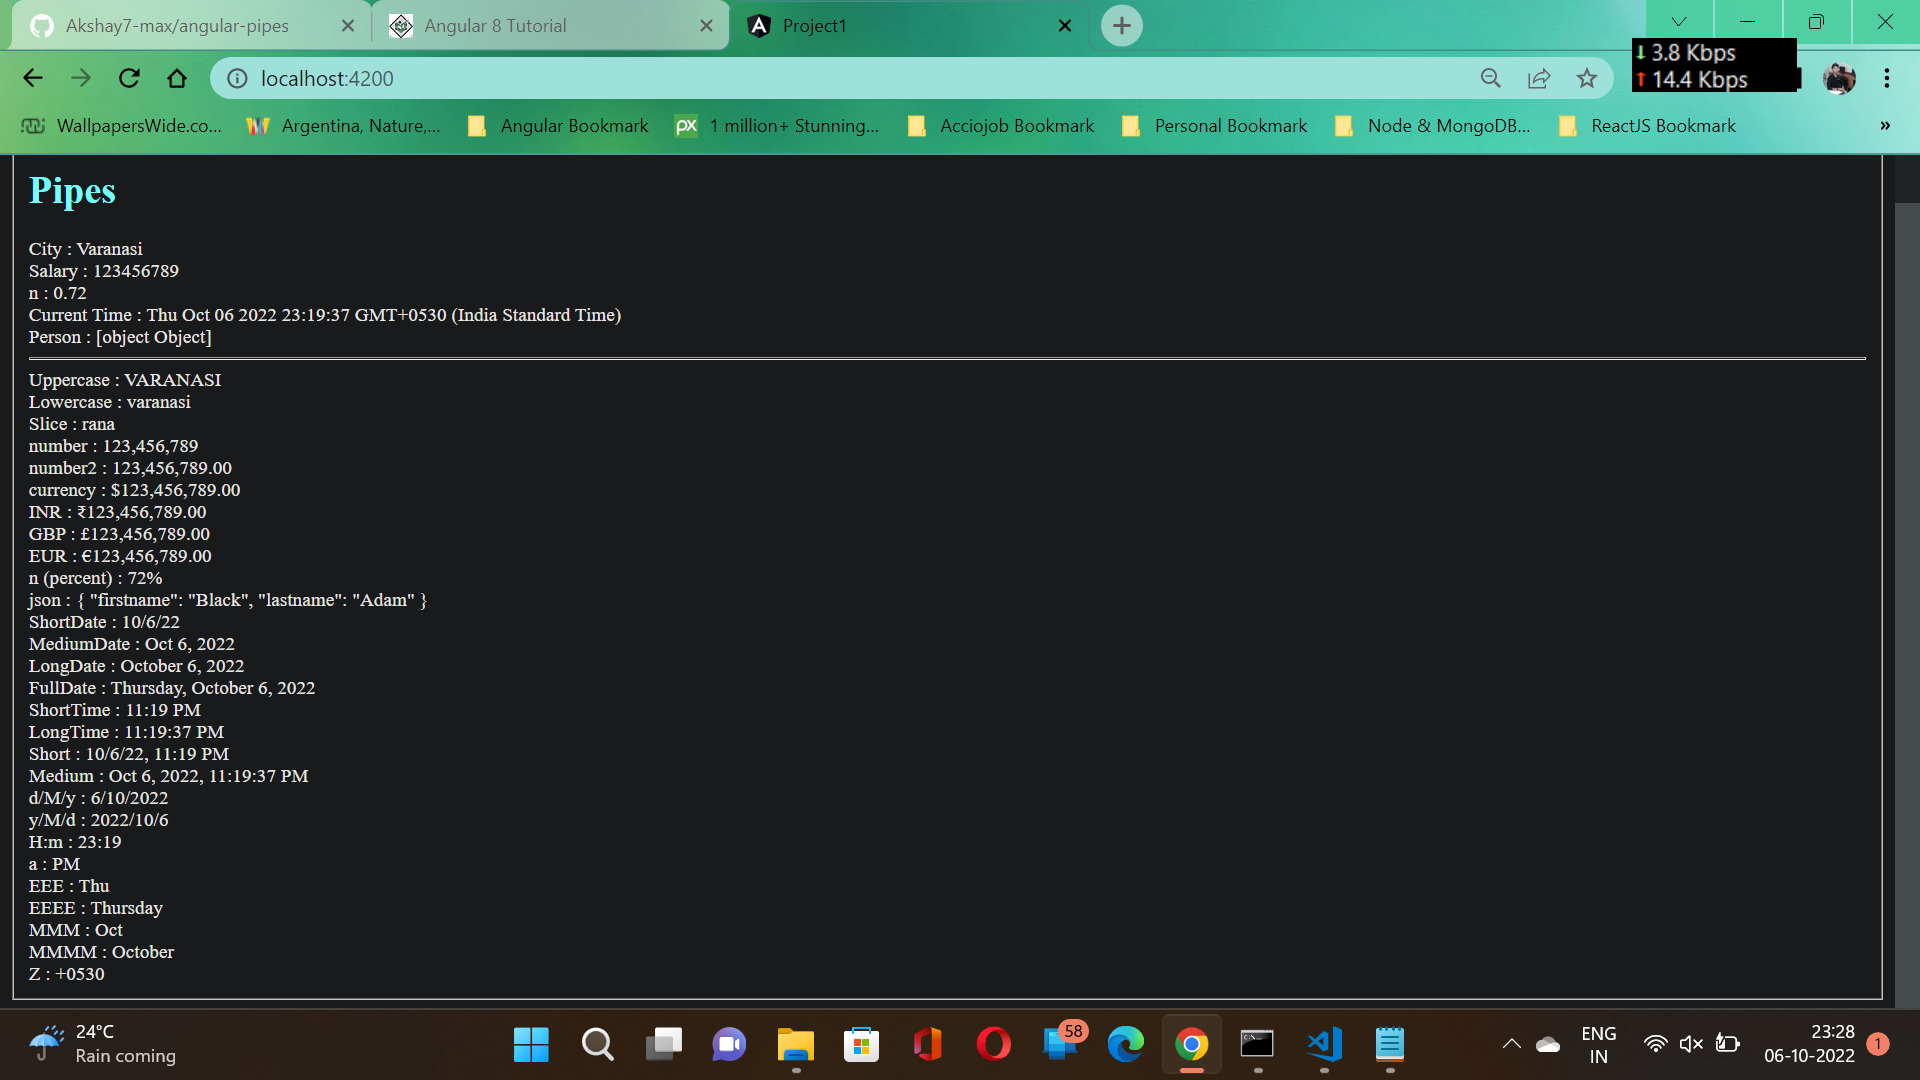 Akshay7-max/angular-pipes
Angular 8 Tutorial
Project1
localhost:4200
3.8 Kbps
14.4 Kbps
WallpapersWide.co...
Argentina, Nature,...
Angular Bookmark
px 1 million+ Stunning...
Acciojob Bookmark
Personal Bookmark
Node & MongoDB...
ReactJS Bookmark
»
Pipes
City : Varanasi
Salary : 123456789
n : 0.72
Current Time : Thu Oct 06 2022 23:19:37 GMT+0530 (India Standard Time)
Person : [object Object]
Uppercase : VARANASI
Lowercase : varanasi
Slice : rana
number : 123,456,789
number2 : 123,456,789.00
currency : $123,456,789.00
INR : ₹123,456,789.00
GBP : £123,456,789.00
EUR : €123,456,789.00
n (percent) : 72%
json : { "firstname": "Black", "lastname": "Adam" }
ShortDate : 10/6/22
MediumDate : Oct 6, 2022
LongDate : October 6, 2022
FullDate : Thursday, October 6, 2022
ShortTime : 11:19 PM
LongTime : 11:19:37 PM
Short : 10/6/22, 11:19 PM
Medium : Oct 6, 2022, 11:19:37 PM
d/M/y : 6/10/2022
y/M/d : 2022/10/6
H:m : 23:19
a : PM
EEE : Thu
EEEE : Thursday
MMM : Oct
MMMM : October
Z : +0530
24°C
Rain coming
58
ENG
IN
23:28
06-10-2022
1